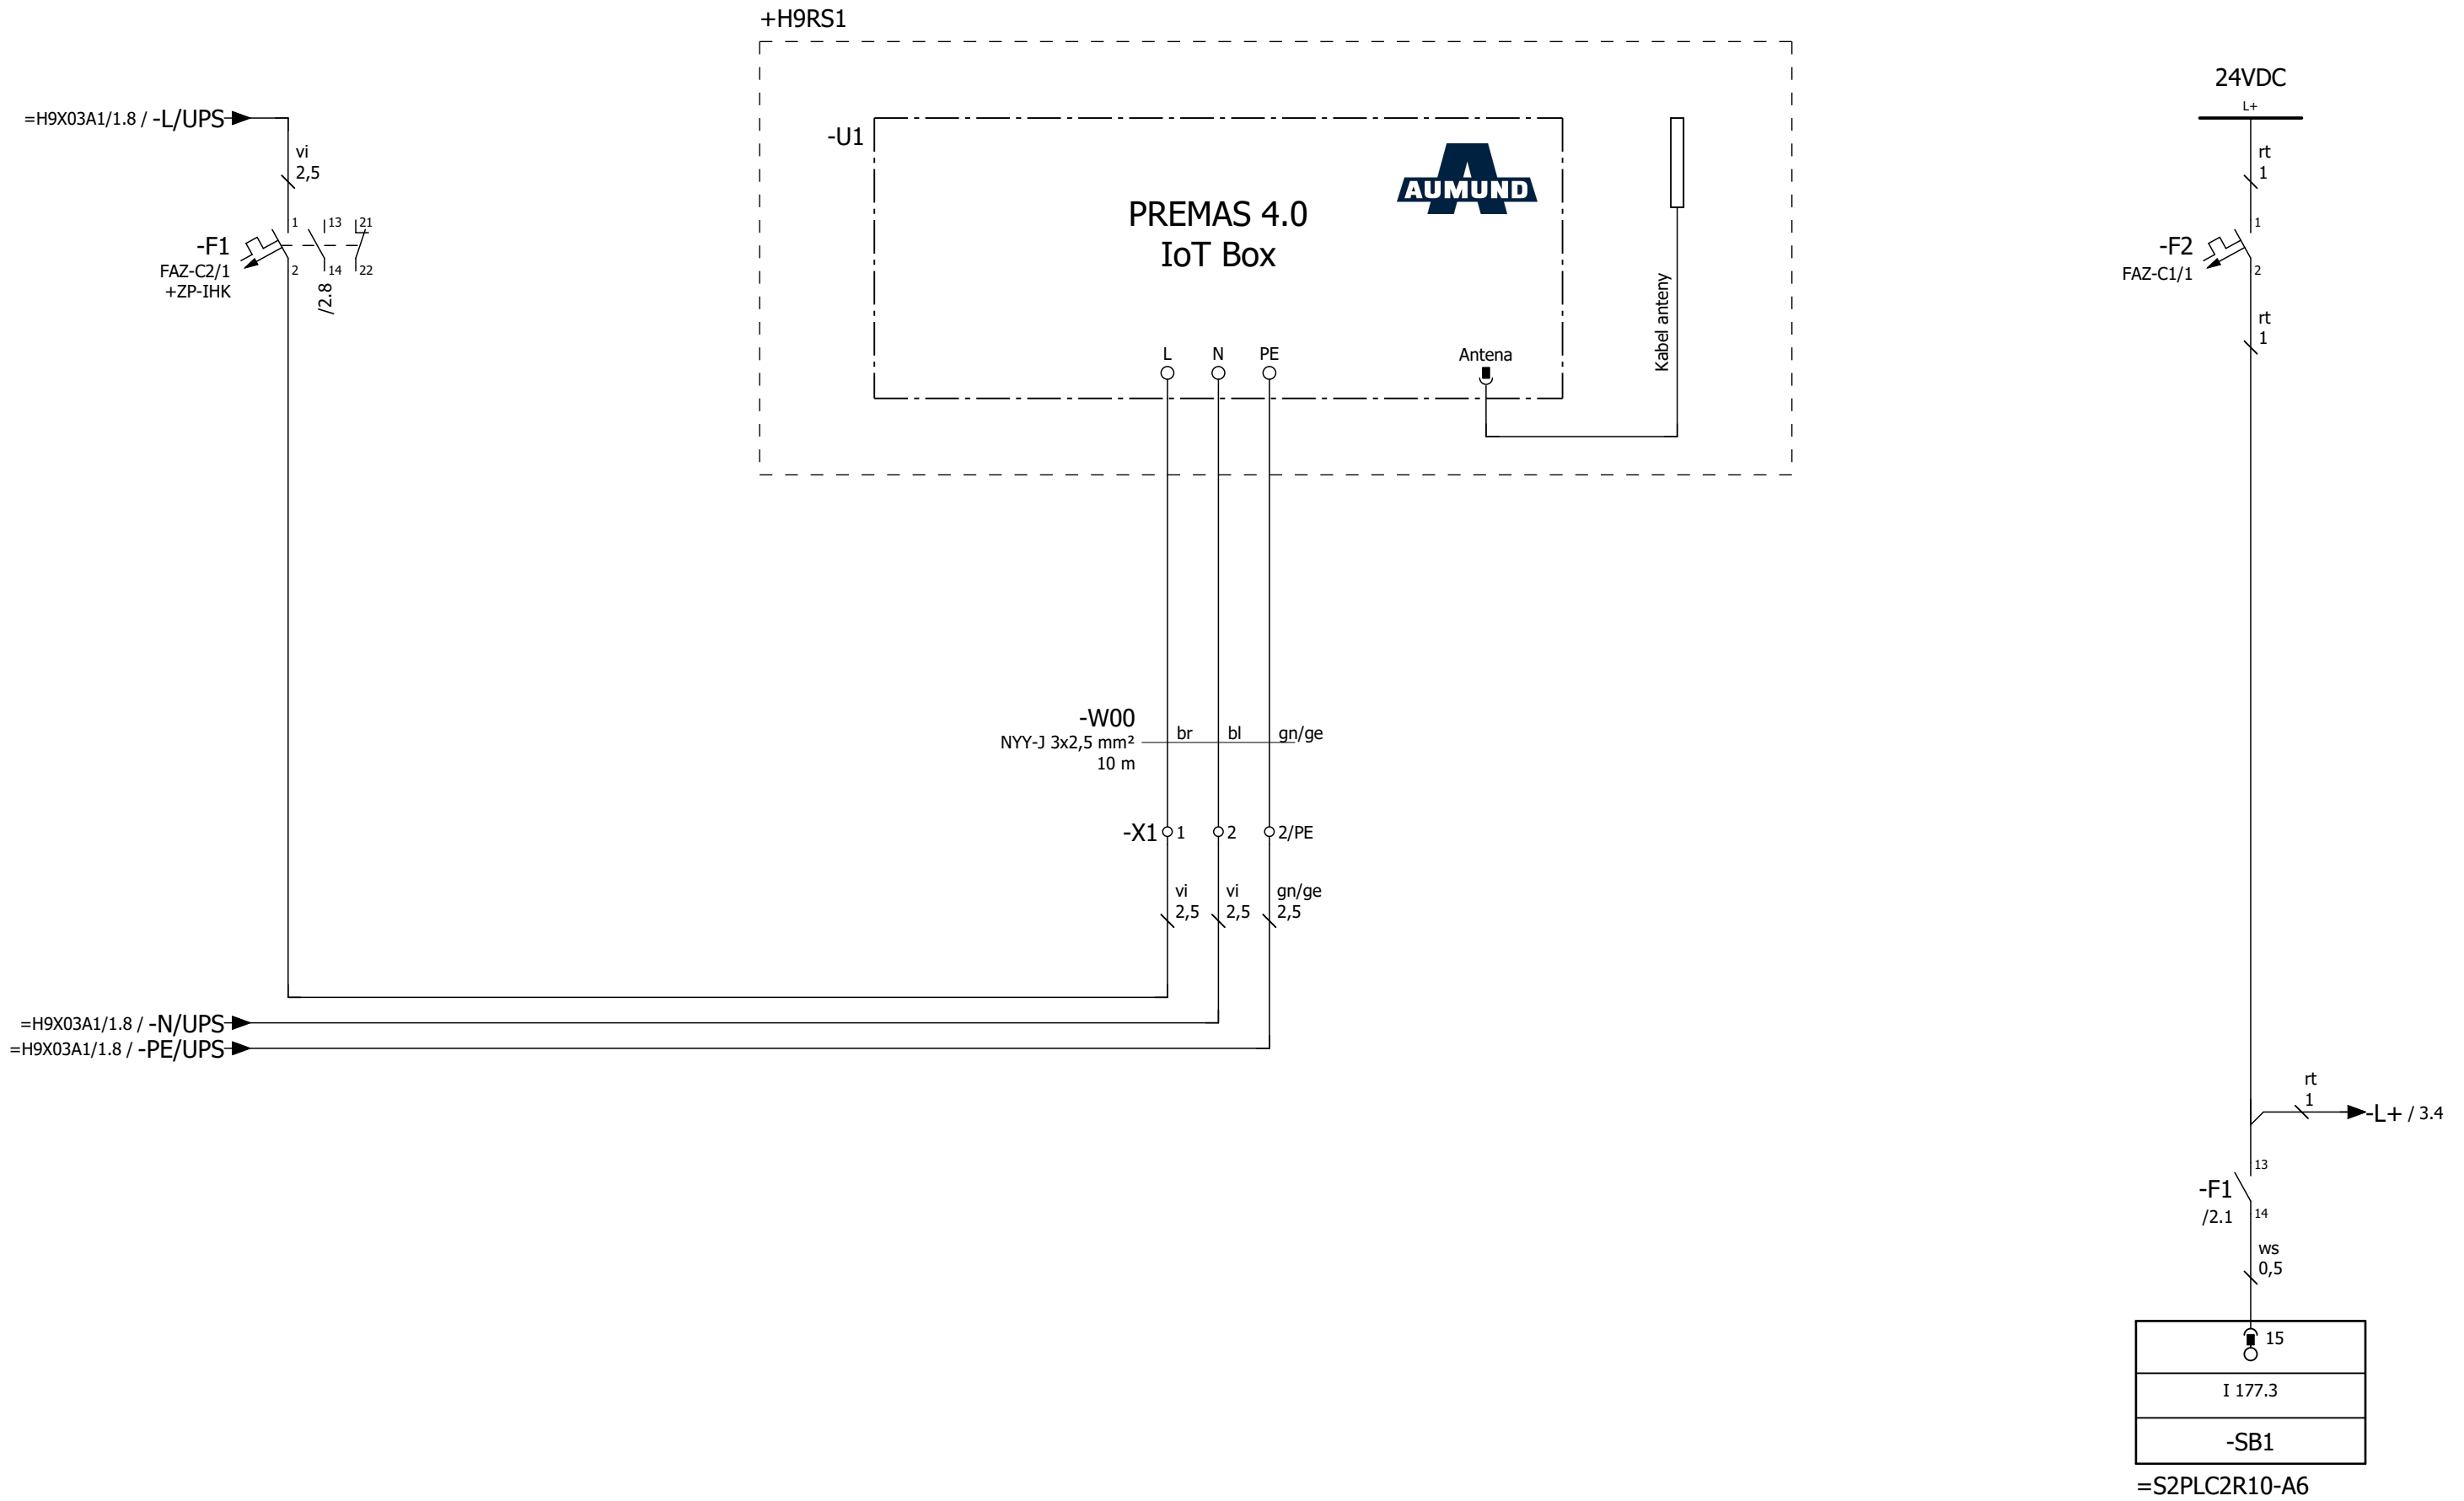 +H9RS1
24VDC
L+
=H9X03A1/1.8 / -L/UPS
-U1
AUMUND
PREMAS 4.0
IoT Box
vi
2,5
rt
1
1
13
21
-F1
FAZ-C2/1
+ZP-IHK
2
14
22
/2.8
1
-F2
FAZ-C1/1
2
rt
1
Kabel anteny
L
N
PE
Antena
-W00
NYY-J 3x2,5 mm²
10 m
br
bl
gn/ge
-X1
1
2
2/PE
vi
2,5
vi
2,5
gn/ge
2,5
=H9X03A1/1.8 / -N/UPS
=H9X03A1/1.8 / -PE/UPS
rt
1
-L+ / 3.4
13
-F1
/2.1
14
ws
0,5
15
I 177.3
-SB1
=S2PLC2R10-A6